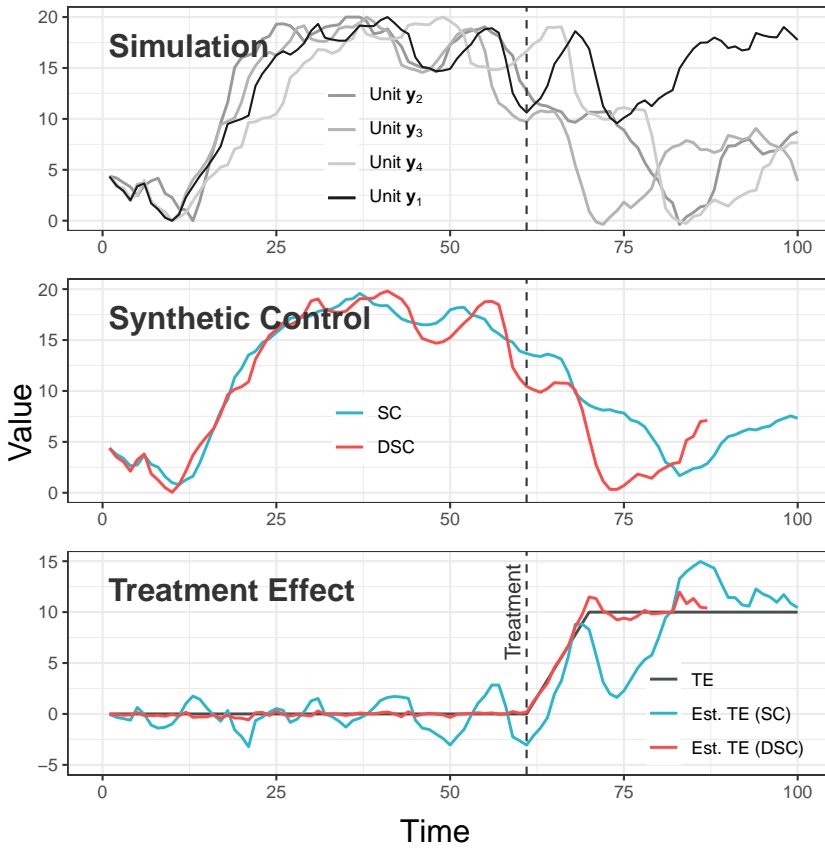 Simulation
20
15
10
5
0
Unit y₂
Unit y₃
Unit y₄
Unit y₁
0
25
50
75
100
Synthetic Control
20
15
10
5
0
SC
DSC
0
25
50
75
100
Value
Treatment Effect
15
10
5
0
−5
Treatment
TE
Est. TE (SC)
Est. TE (DSC)
0
25
50
75
100
Time